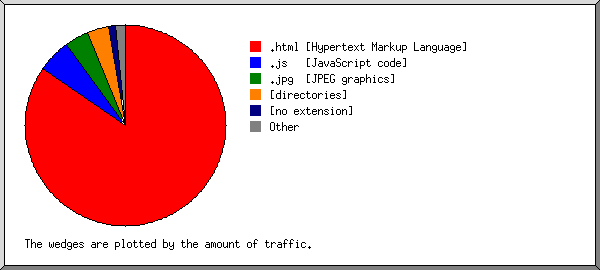 .html [Hypertext Markup Language]
.js [JavaScript code]
.jpg [JPEG graphics]
[directories]
[no extension]
Other
The wedges are plotted by the amount of traffic.